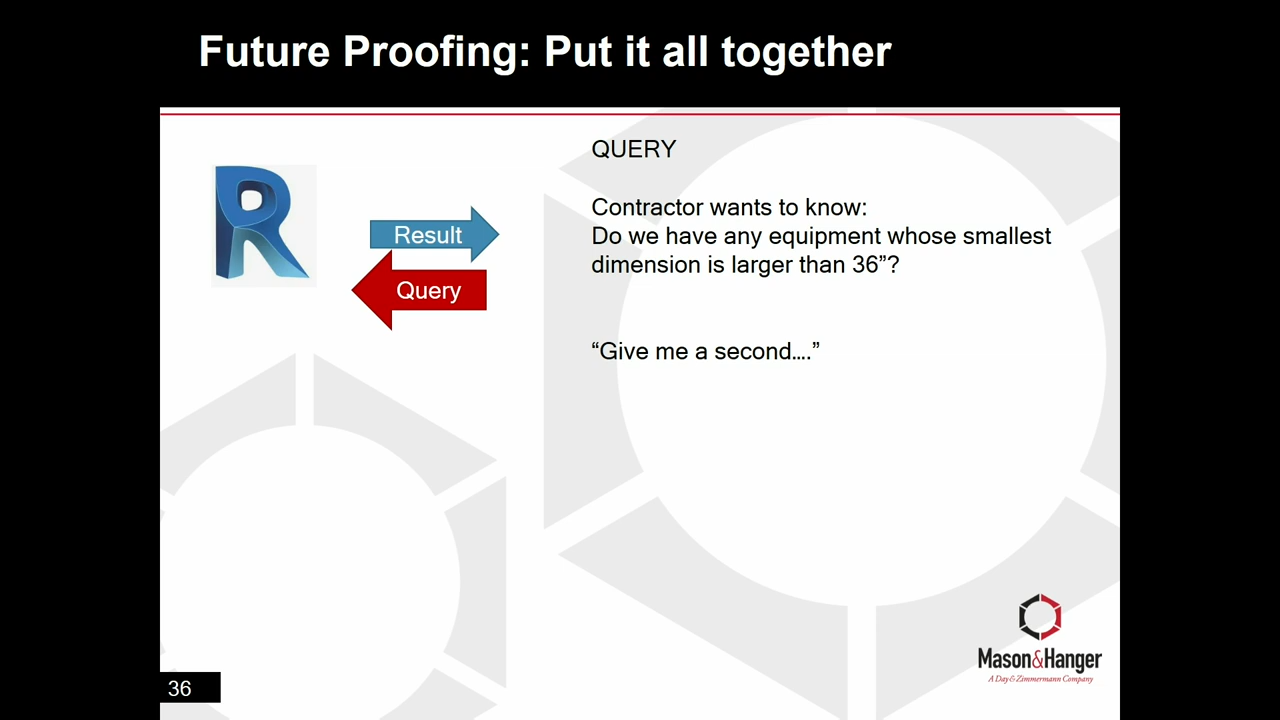 Future Proofing: Put it all together
QUERY
Contractor wants to know:
Do we have any equipment whose smallest
dimension is larger than 36”?
“Give me a second....”
R
Result
Query
Mason&Hanger
A Day & Zimmermann Company
36